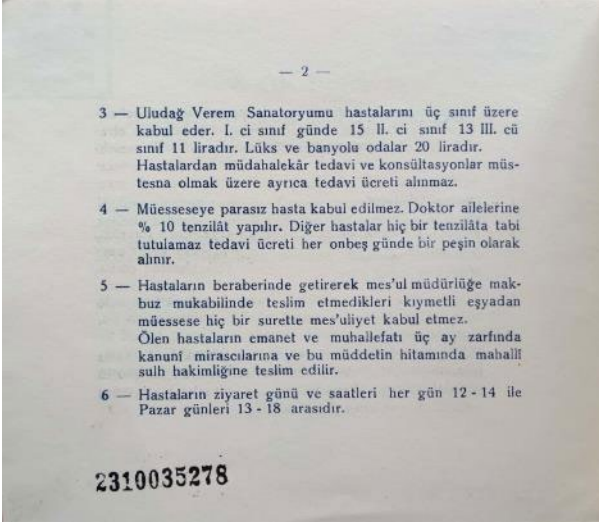 — 2 —
3 — Uludağ Verem Sanatoryumu hastalarını üç sınıf üzere
kabul eder. I. ci sınıf günde 15 II. ci sınıf 13 III. cü
sınıf 11 liradır. Lüks ve banyolu odalar 20 liradır.
Hastalardan müdahalekâr tedavi ve konsültasyonlar müs-
tesna olmak üzere ayrıca tedavi ücreti alınmaz.
4 — Müesseseye parasız hasta kabul edilmez. Doktor ailelerine
% 10 tenzilât yapılır. Diğer hastalar hiç bir tenzilâta tabi
tutulamaz tedavi ücreti her onbeş günde bir peşin olarak
alınır.
5 — Hastaların beraberinde getirerek mes'ul müdürlüğe mak-
buz mukabilinde teslim etmedikleri kıymetli eşyadan
müessese hiç bir surette mes'uliyet kabul etmez.
Ölen hastaların emanet ve muhallefatı üç ay zarfında
kanunî mirascılarına ve bu müddetin hitamında mahallî
sulh hakimliğine teslim edilir.
6 — Hastaların ziyaret günü ve saatleri her gün 12 - 14 ile
Pazar günleri 13 - 18 arasıdır.
2310035278